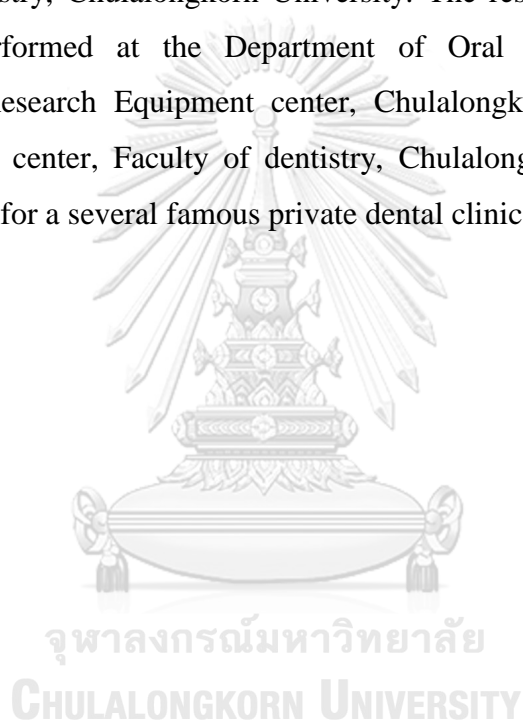 stry, Chulalongkorn University. The res
rformed at the Department of Oral
Research Equipment center, Chulalongk
center, Faculty of dentistry, Chulalong
for a several famous private dental clinic
จุฬาลงกรณ์มหาวิทยาลัย
CHULALONGKORN UNIVERSITY